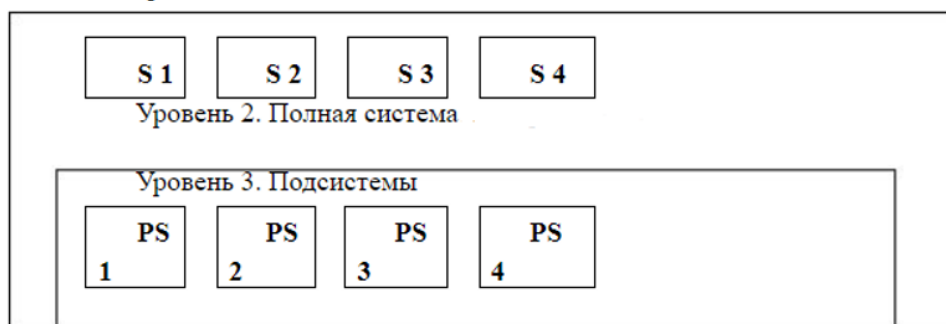 S 1 S 2 S 3 S 4
Уровень 2. Полная система
Уровень 3. Подсистемы
PS PS PS PS
1 2 3 4